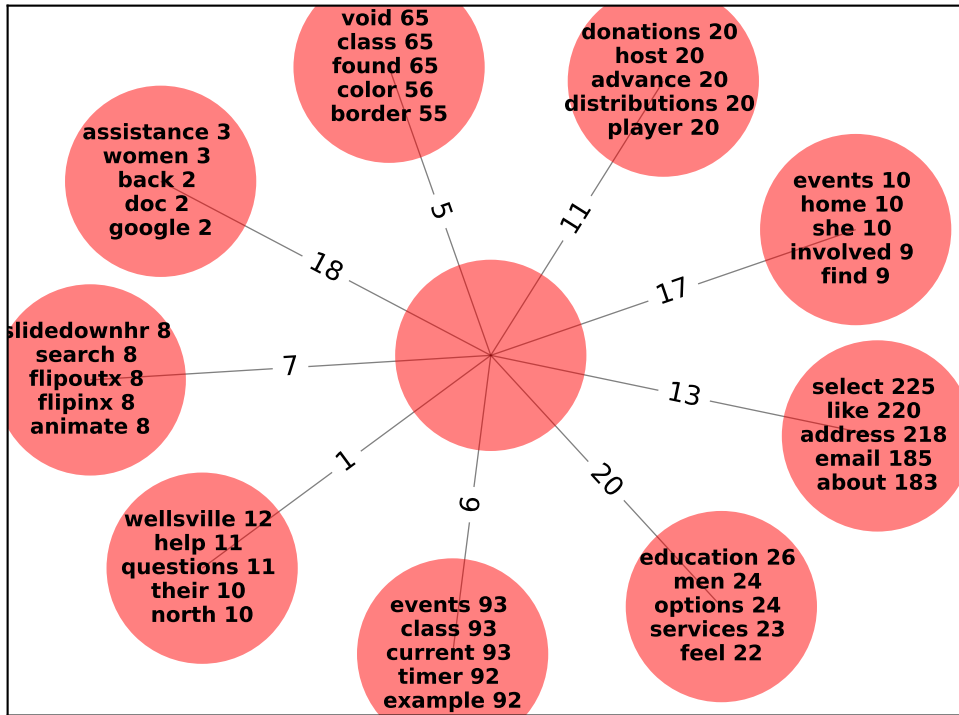 void 65
class 65
found 65
color 56
border 55
donations 20
host 20
advance 20
distributions 20
player 20
assistance 3
women 3
back 2
doc 2
google 2
events 10
home 10
she 10
involved 9
find 9
5
11
18
17
slidedownhr 8
search 8
flipoutx 8
flipinx 8
animate 8
7
13
select 225
like 220
address 218
email 185
about 183
1
20
9
wellsville 12
help 11
questions 11
their 10
north 10
education 26
men 24
options 24
services 23
feel 22
events 93
class 93
current 93
timer 92
example 92